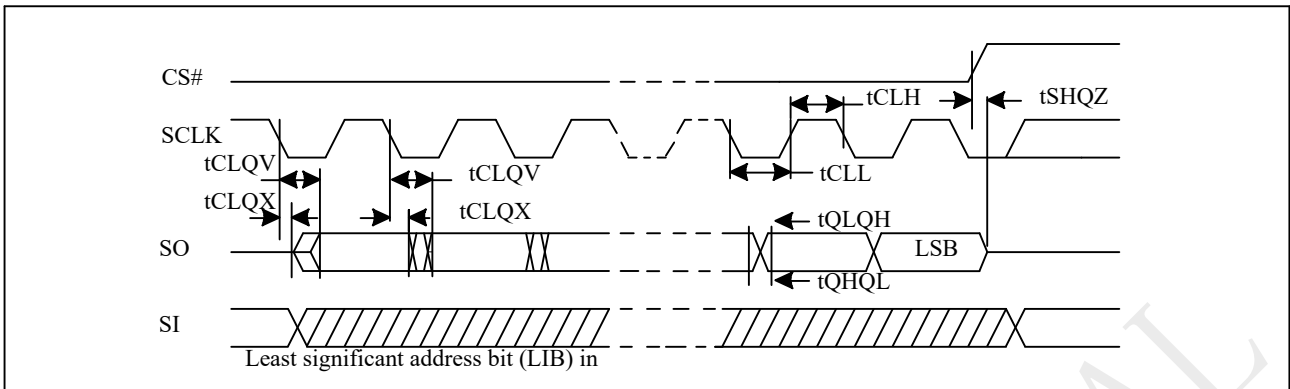 CS#
tCLH
tSHQZ
SCLK
tCLQV
tCLQV
tCLL
tCLQX
tCLQX
tQLQH
SO
LSB
tQHQL
SI
Least significant address bit (LIB) in
AL